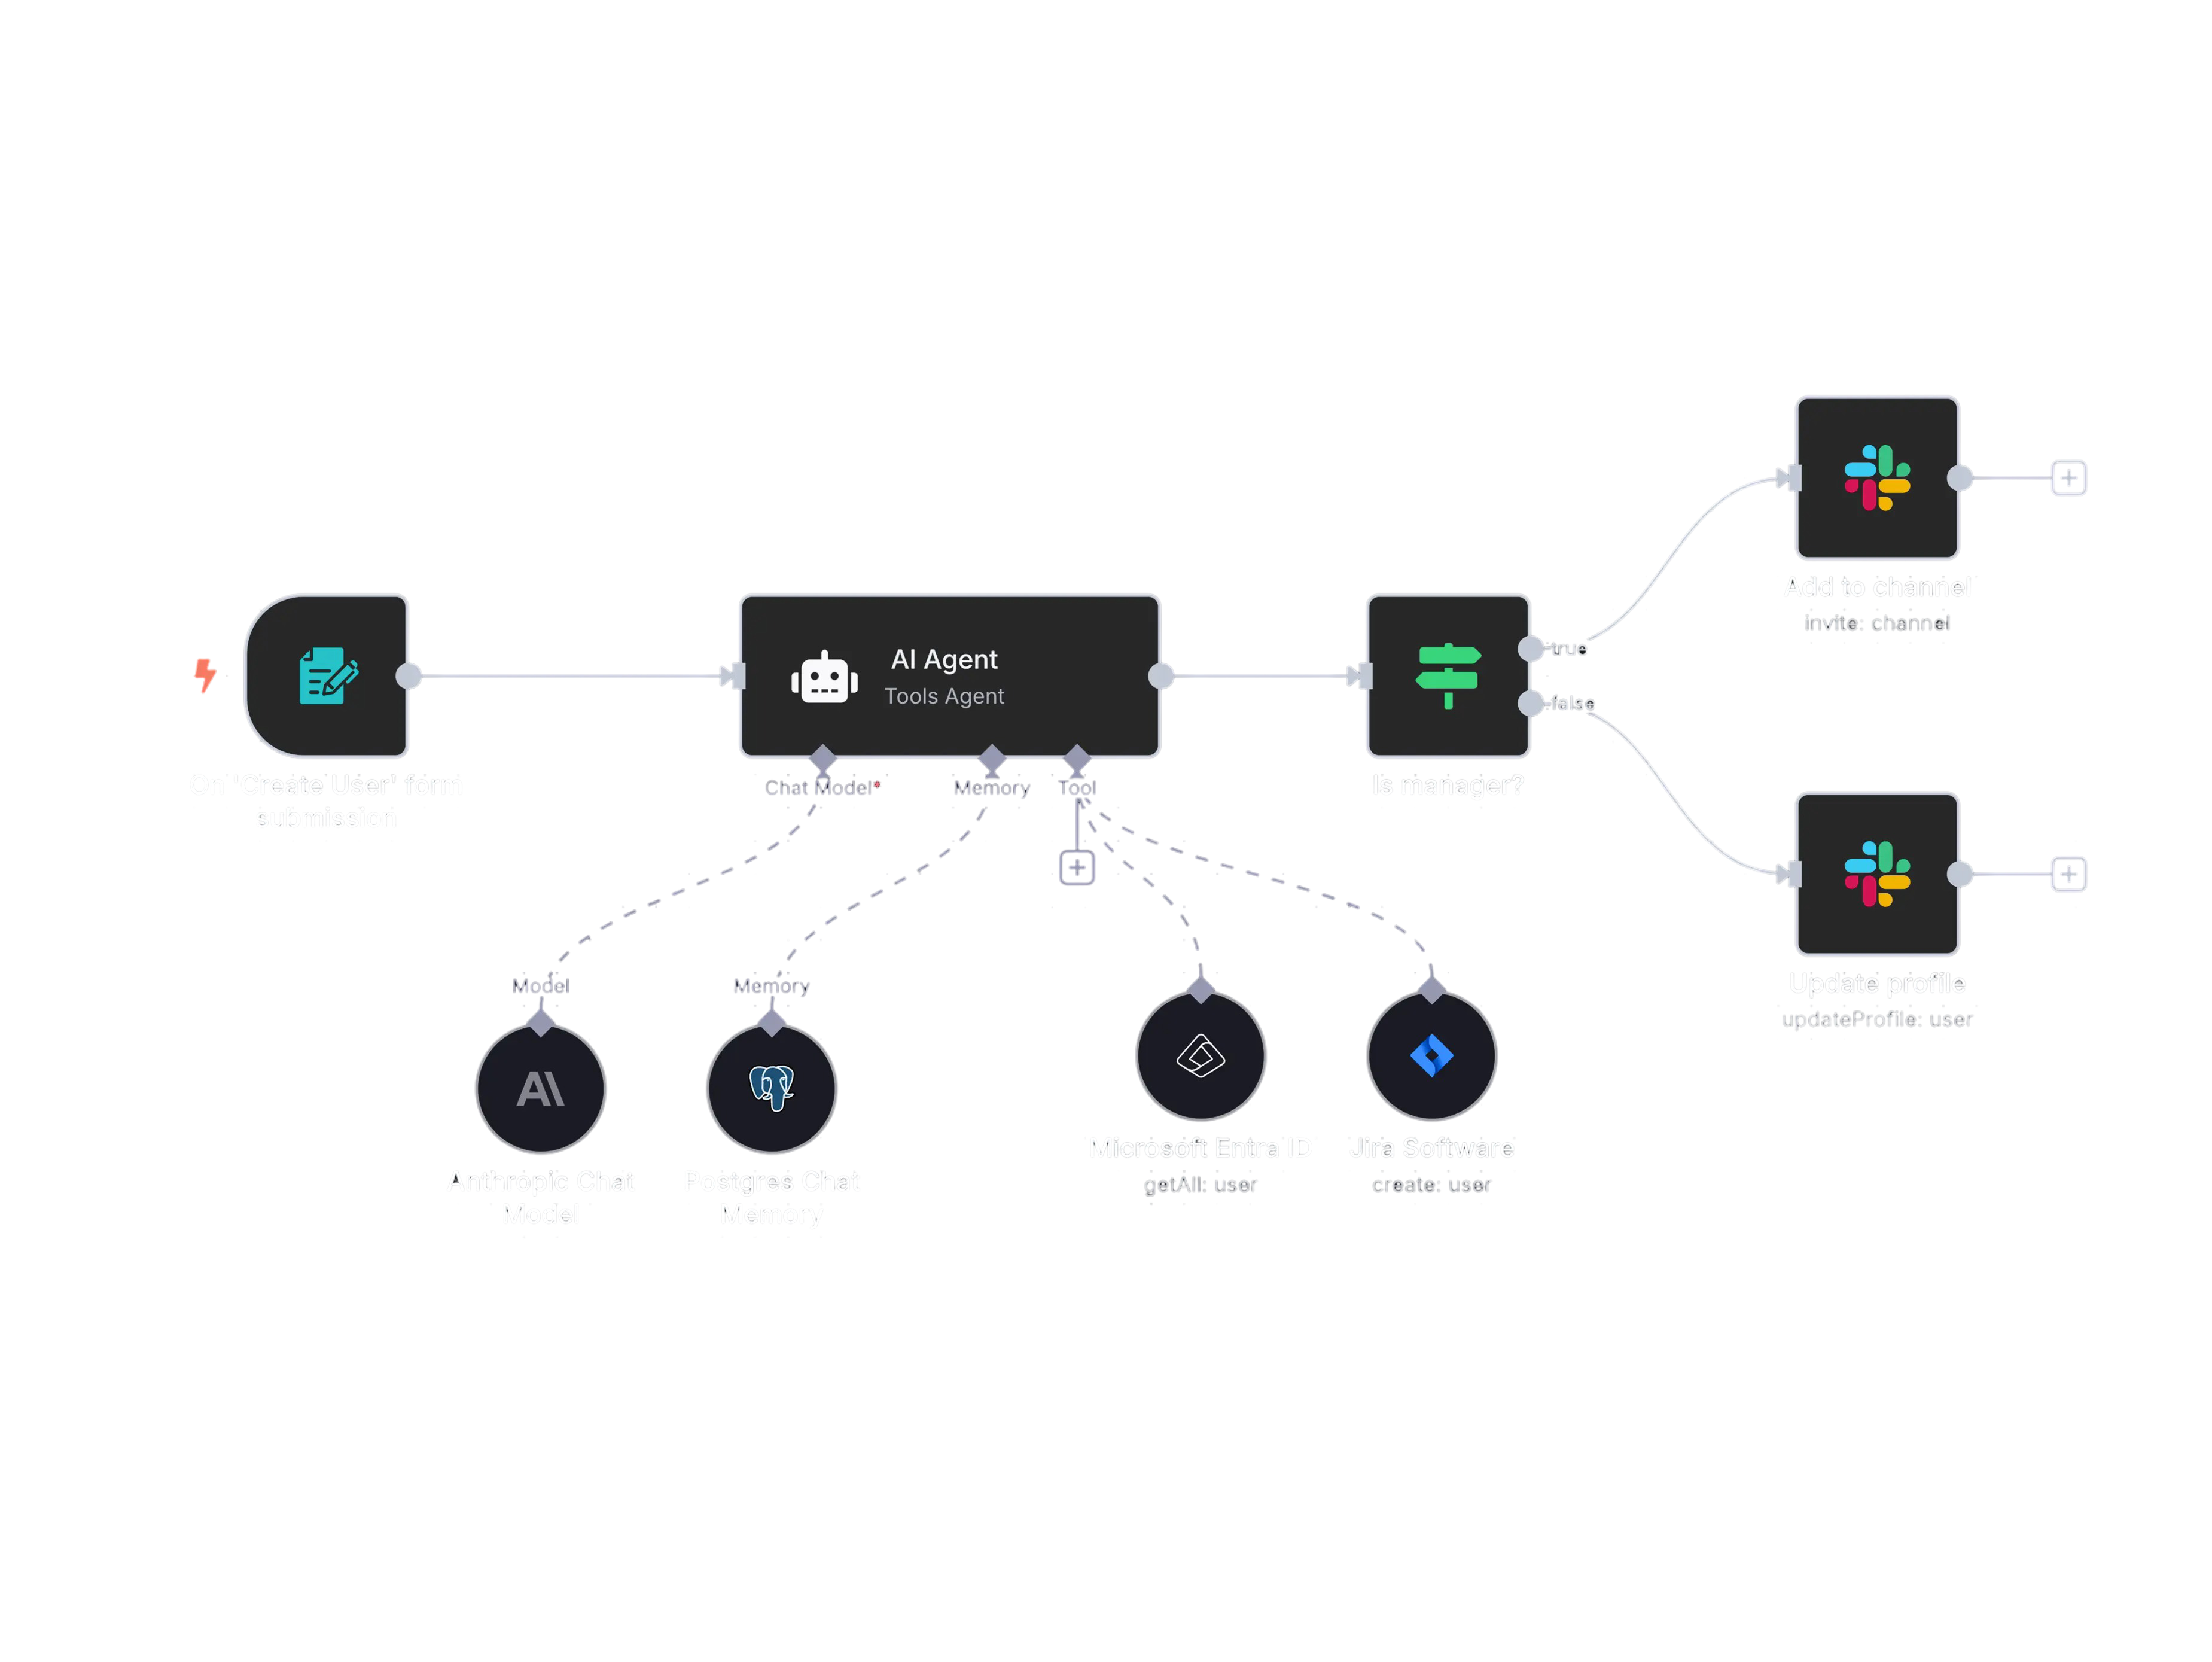 On 'Create User' form
submission
AI Agent
Tools Agent
Chat Model*
Memory
Tool
Is manager?
true
false
Add to channel
invite: channel
Update profile
updateProfile: user
Model
Memory
Anthropic Chat
Model
Postgres Chat
Memory
Microsoft Entra ID
getAll: user
Jira Software
create: user